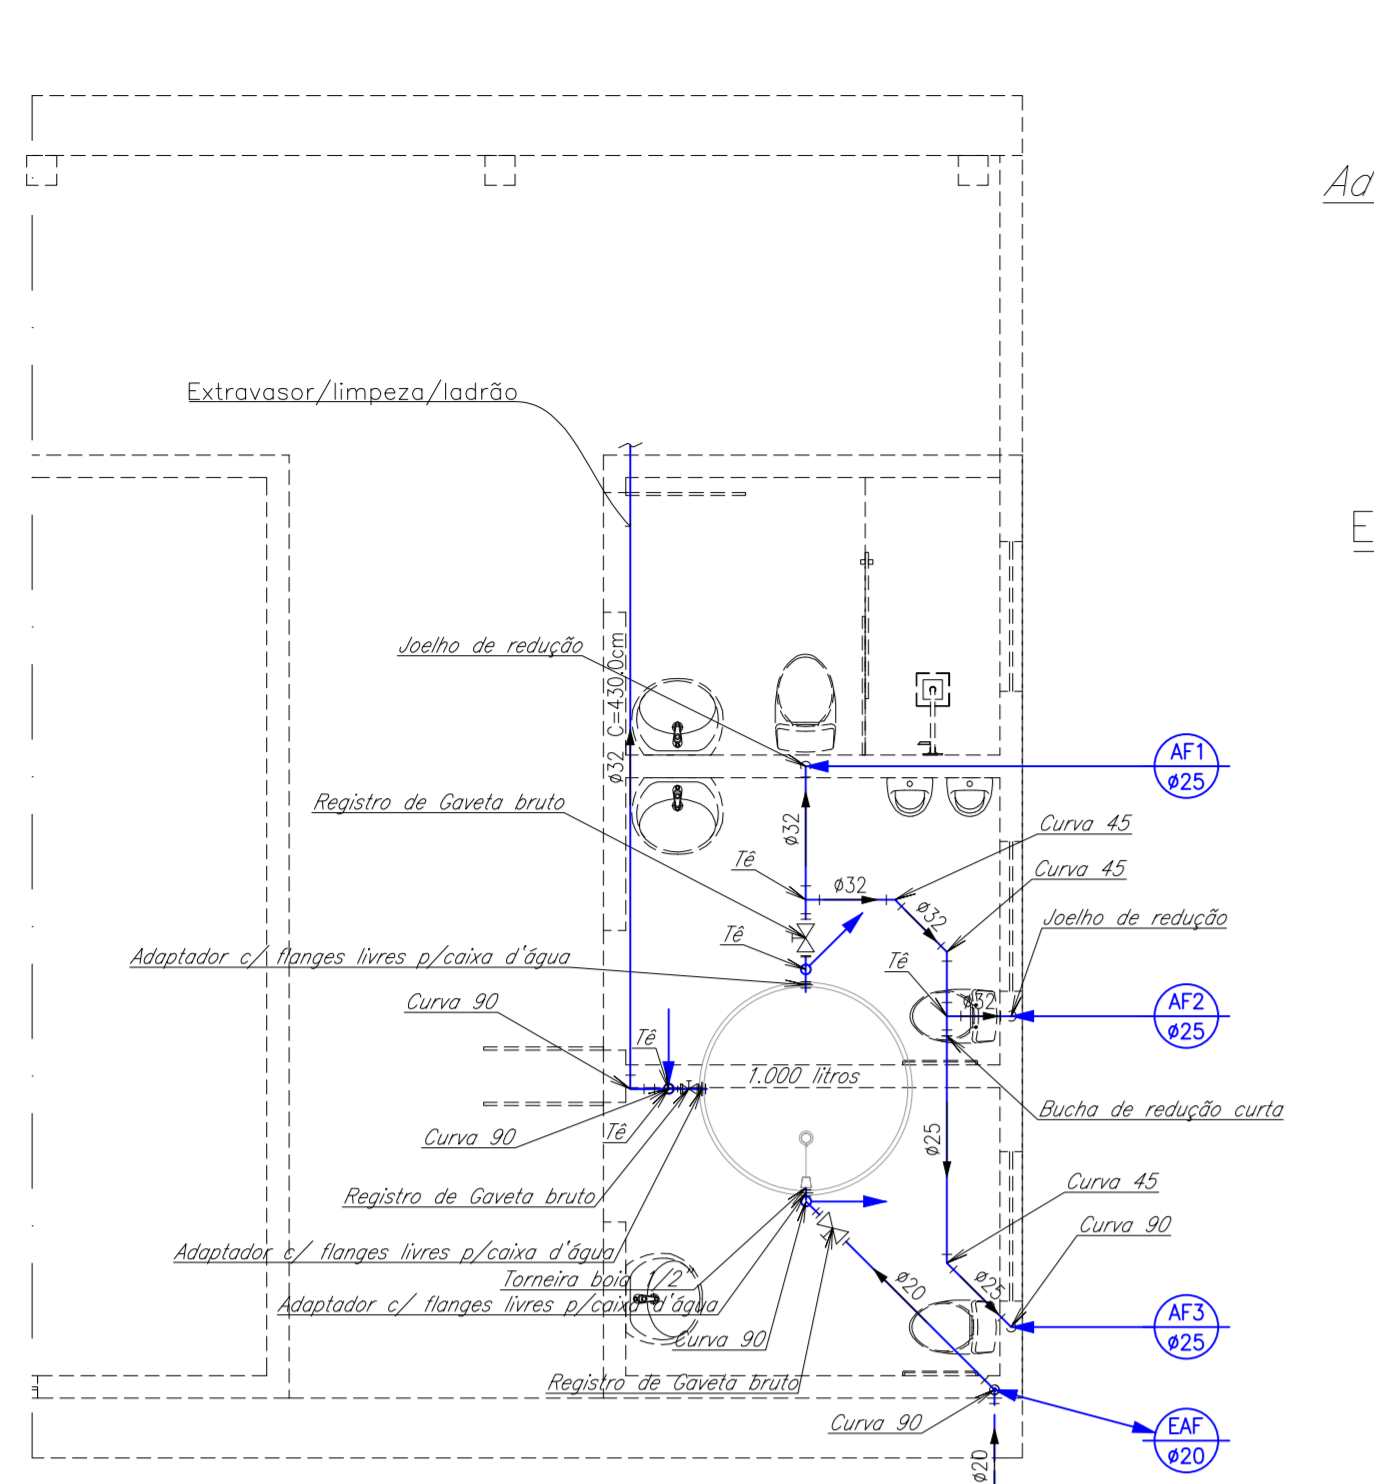 Ad
Extravasor/limpeza/ladrão
E
Joelho de redução
ø32 C=430.0cm
AF1
ø25
Registro de Gaveta bruto
ø32
Curva 45
Tê
ø32
Curva 45
ø32
Joelho de redução
Tê
Adaptador c/ flanges livres p/caixa d'água
Tê
Curva 90
ø32
AF2
ø25
Tê
1.000 litros
Bucha de redução curta
Curva 90
Tê
ø25
Registro de Gaveta bruto
Curva 45
Curva 90
Adaptador c/ flanges livres p/caixa d'água
Torneira boia 1/2"
ø20
ø25
Adaptador c/ flanges livres p/caixa d'água
AF3
ø25
Curva 90
Registro de Gaveta bruto
Curva 90
EAF
ø20
ø20